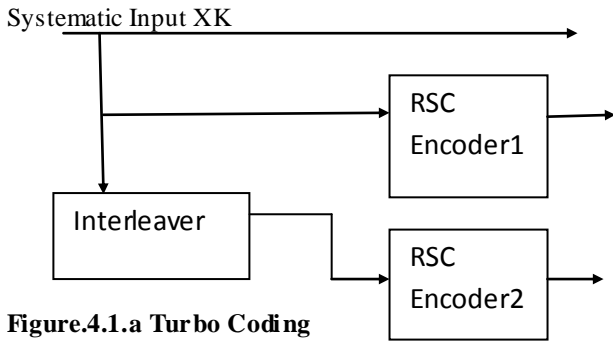 Systematic Input XK
RSC
Encoder1
Interleaver
RSC
Encoder2
Figure.4.1.a Turbo Coding